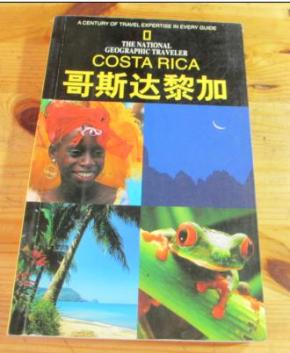 A CENTURY OF TRAVEL EXPERTISE IN EVERY GUIDE
THE NATIONAL
GEOGRAPHIC TRAVELER
COSTA RICA
哥斯达黎加